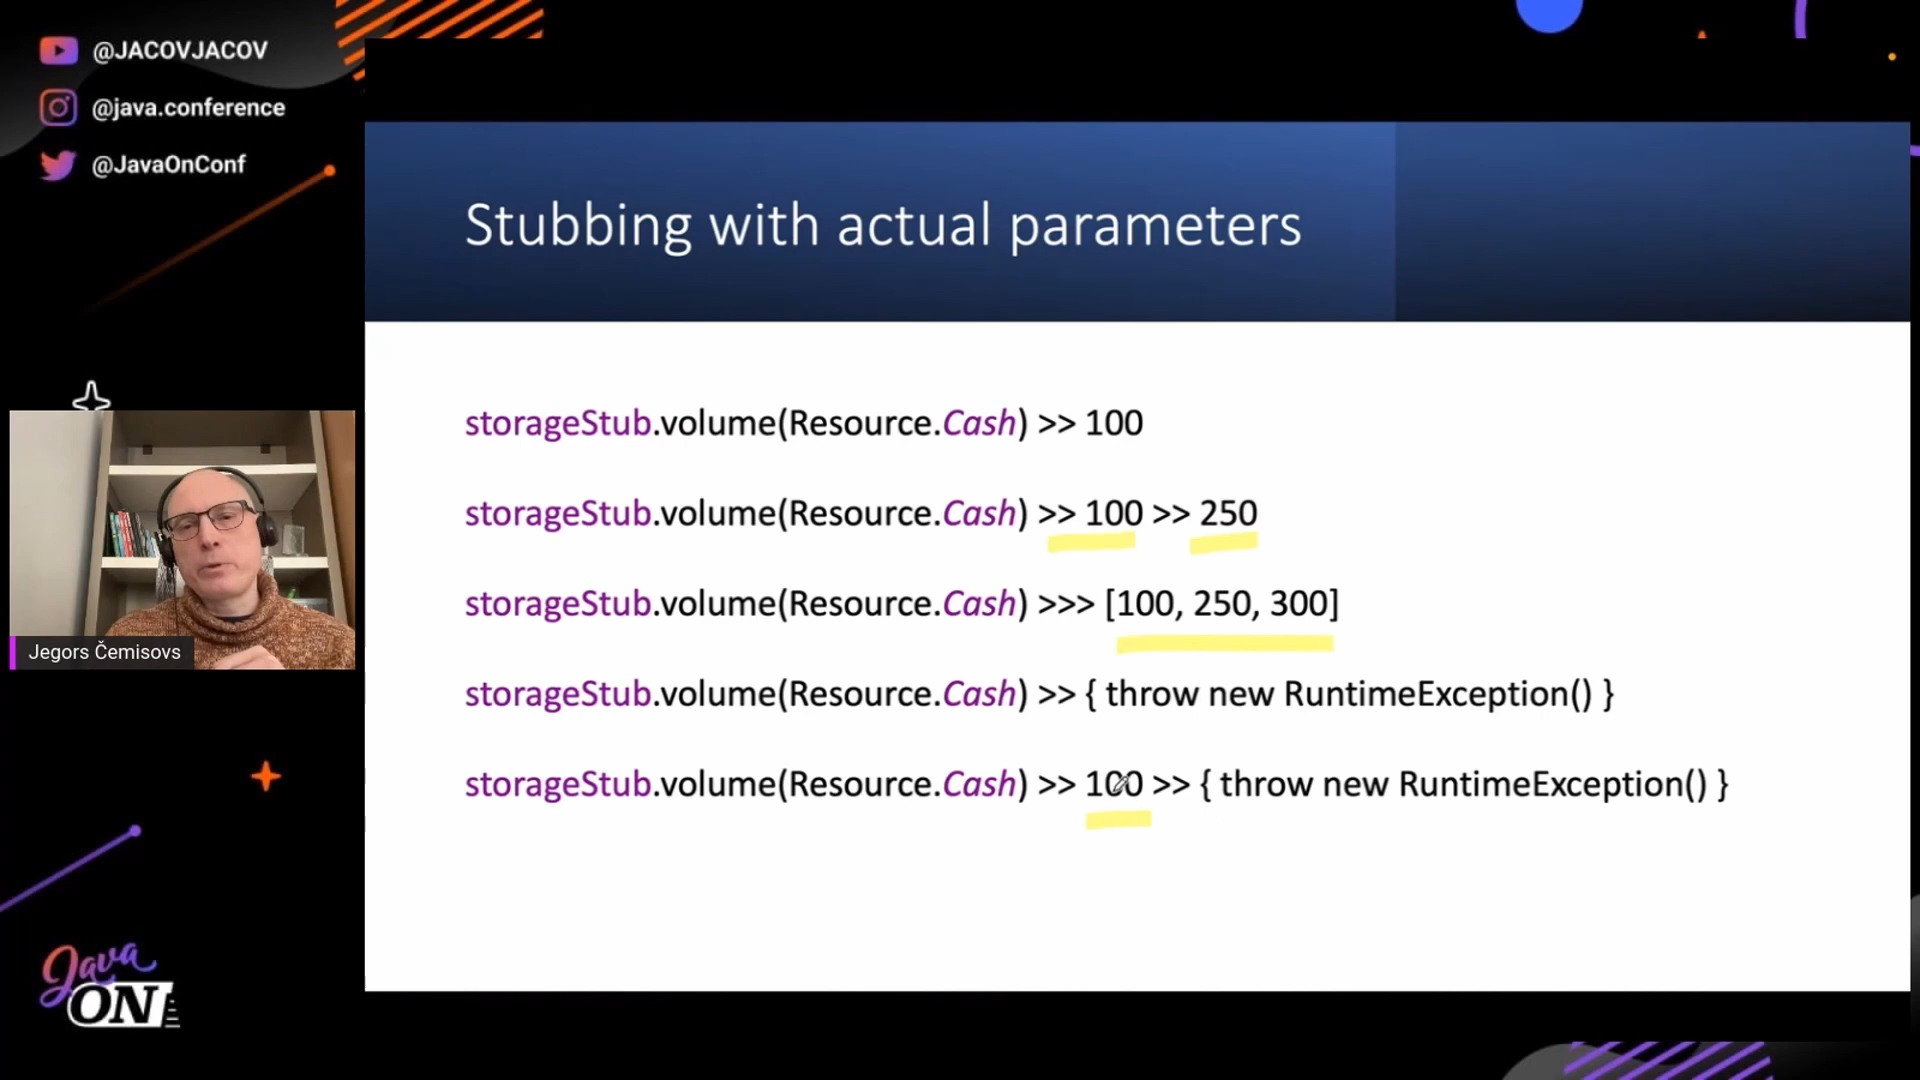 @JACOVJACOV
@java.conference
@JavaOnConf
Stubbing with actual parameters
storageStub.volume(Resource.Cash) >> 100
storageStub.volume(Resource.Cash) >> 100 >> 250
storageStub.volume(Resource.Cash) >>> [100, 250, 300]
storageStub.volume(Resource.Cash) >> { throw new RuntimeException() }
storageStub.volume(Resource.Cash) >> 100 >> { throw new RuntimeException() }
Jegors Čemisovs
Java
ON